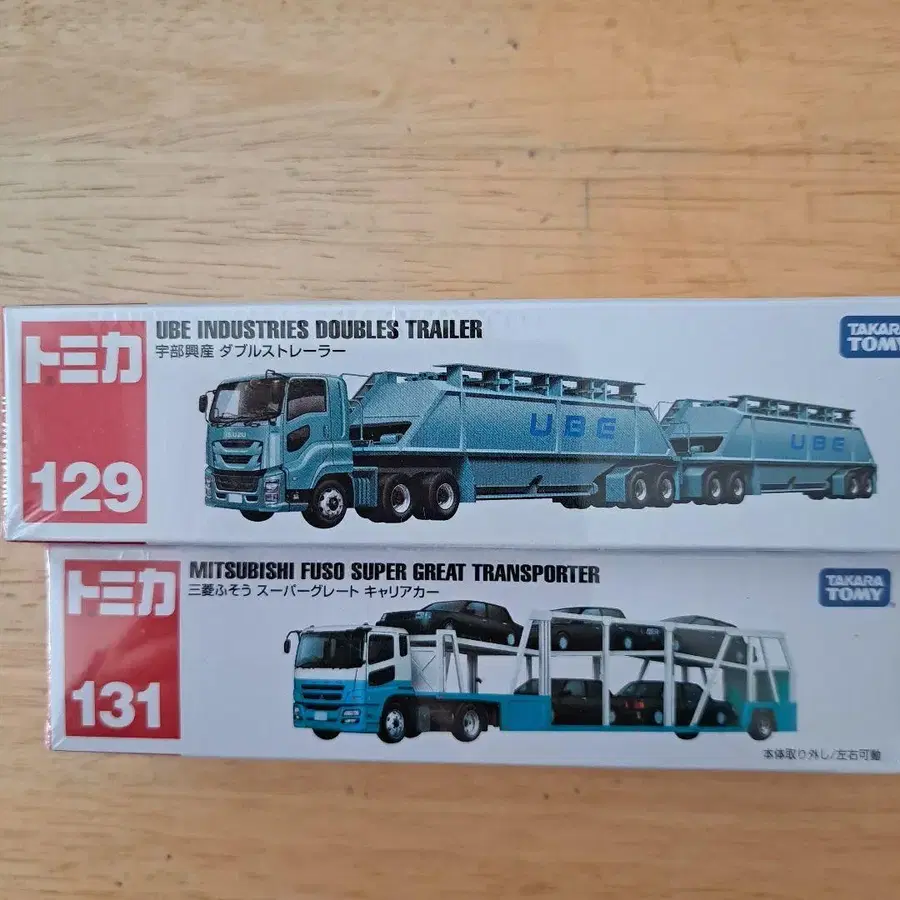 トミカ
129
UBE INDUSTRIES DOUBLES TRAILER
宇部興産 ダブルストレーラー
ISUZU
UBE
UBE
TAKARA
TOMY
トミカ
131
MITSUBISHI FUSO SUPER GREAT TRANSPORTER
三菱ふそう スーパーグレート キャリアカー
TAKARA
TOMY
本体取り外し/左右可動